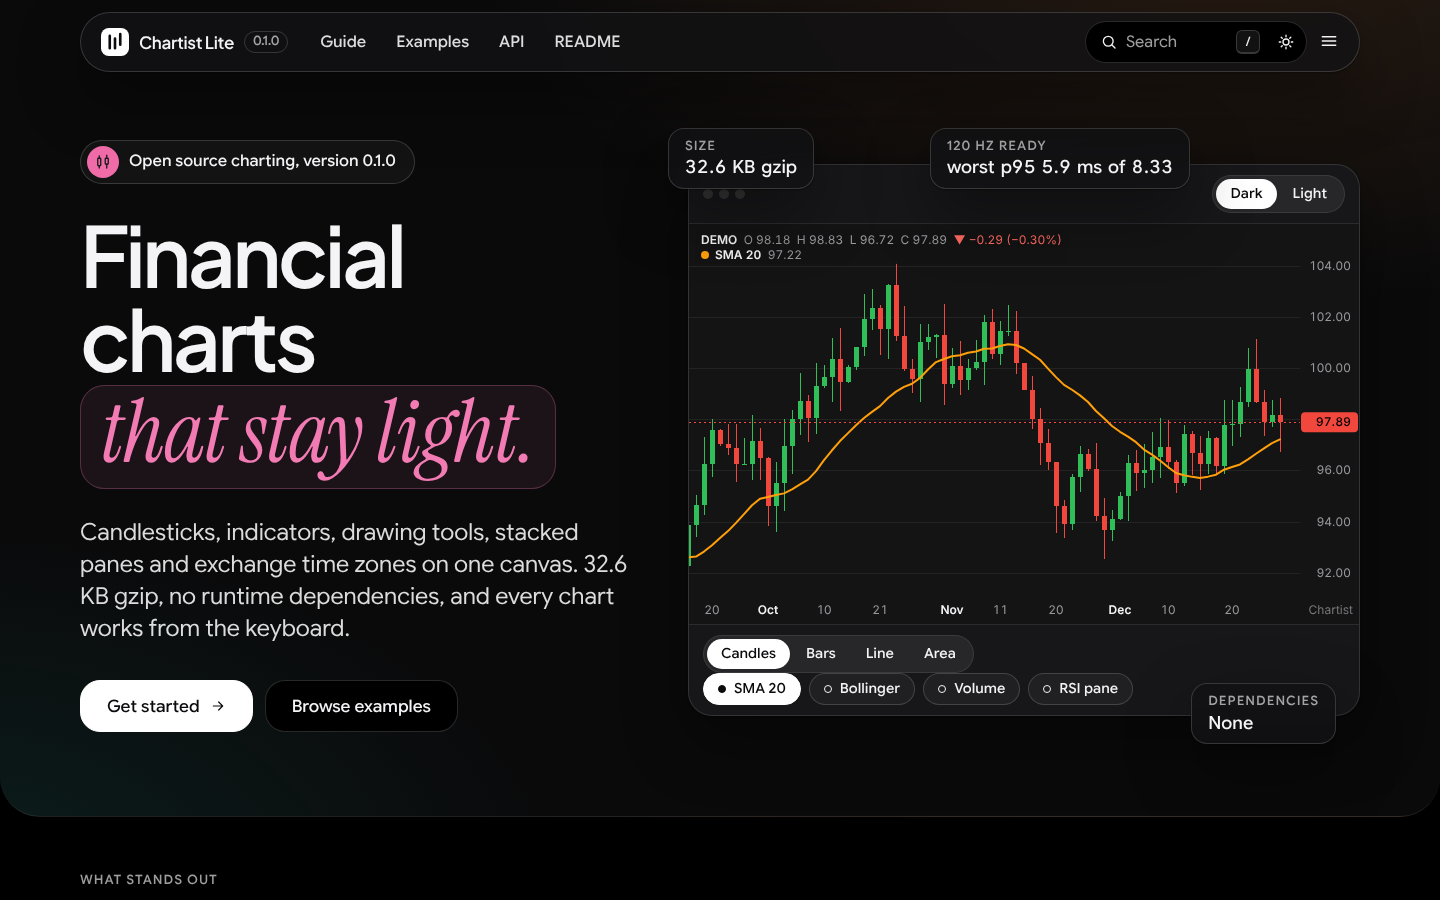 Chartist Lite 0.1.0 Guide Examples API README Search /
Open source charting, version 0.1.0
Financial
charts
that stay light.
Candlesticks, indicators, drawing tools, stacked
panes and exchange time zones on one canvas. 32.6
KB gzip, no runtime dependencies, and every chart
works from the keyboard.
Get started → Browse examples
SIZE
32.6 KB gzip
120 HZ READY
worst p95 5.9 ms of 8.33
Dark Light
DEMO O 98.18 H 98.83 L 96.72 C 97.89 ▼ −0.29 (−0.30%)
SMA 20 97.22
104.00
102.00
100.00
97.89
96.00
94.00
92.00
20 Oct 10 21 Nov 11 20 Dec 10 20 Chartist
Candles Bars Line Area
SMA 20 Bollinger Volume RSI pane
DEPENDENCIES
None
WHAT STANDS OUT